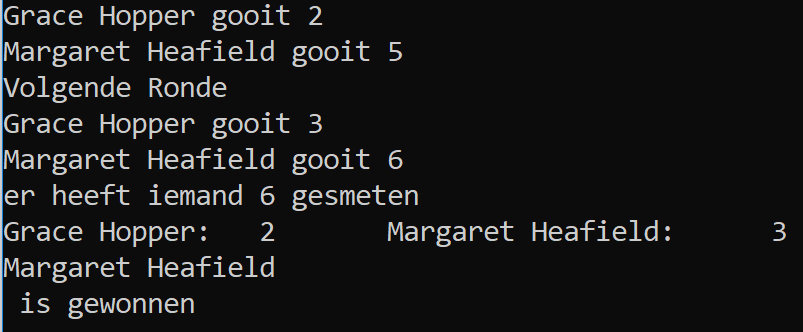 Grace Hopper gooit 2
Margaret Heafield gooit 5
Volgende Ronde
Grace Hopper gooit 3
Margaret Heafield gooit 6
er heeft iemand 6 gesmeten
Grace Hopper:   2       Margaret Heafield:      3
Margaret Heafield
 is gewonnen